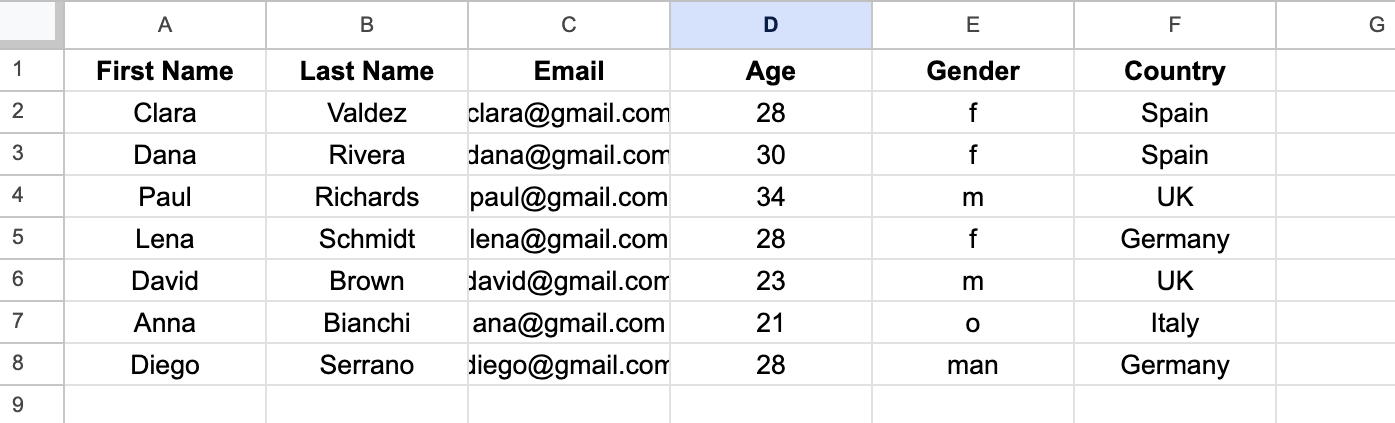 A B C D E F G
1 First Name Last Name Email Age Gender Country
2 Clara Valdez clara@gmail.com 28 f Spain
3 Dana Rivera dana@gmail.com 30 f Spain
4 Paul Richards paul@gmail.com 34 m UK
5 Lena Schmidt lena@gmail.com 28 f Germany
6 David Brown david@gmail.com 23 m UK
7 Anna Bianchi ana@gmail.com 21 o Italy
8 Diego Serrano diego@gmail.com 28 man Germany
9